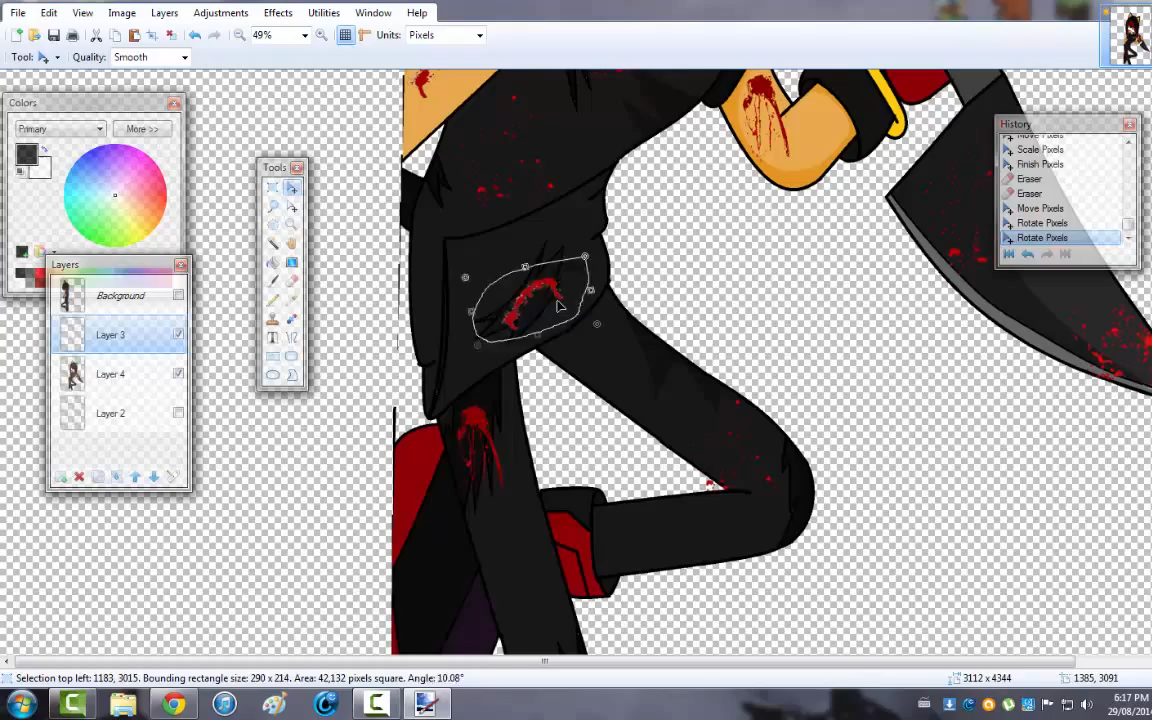 File Edit View Image Layers Adjustments Effects Utilities Window Help
49% Units: Pixels
Tool: Quality: Smooth
Colors
Primary More >>
Tools
Layers
Background
Layer 3
Layer 4
Layer 2
History
Move Pixels
Scale Pixels
Finish Pixels
Eraser
Eraser
Move Pixels
Rotate Pixels
Rotate Pixels
Selection top left: 1183, 3015. Bounding rectangle size: 290 x 214. Area: 42,132 pixels square. Angle: 10.08°
3112 x 4344 1385, 3091
6:17 PM